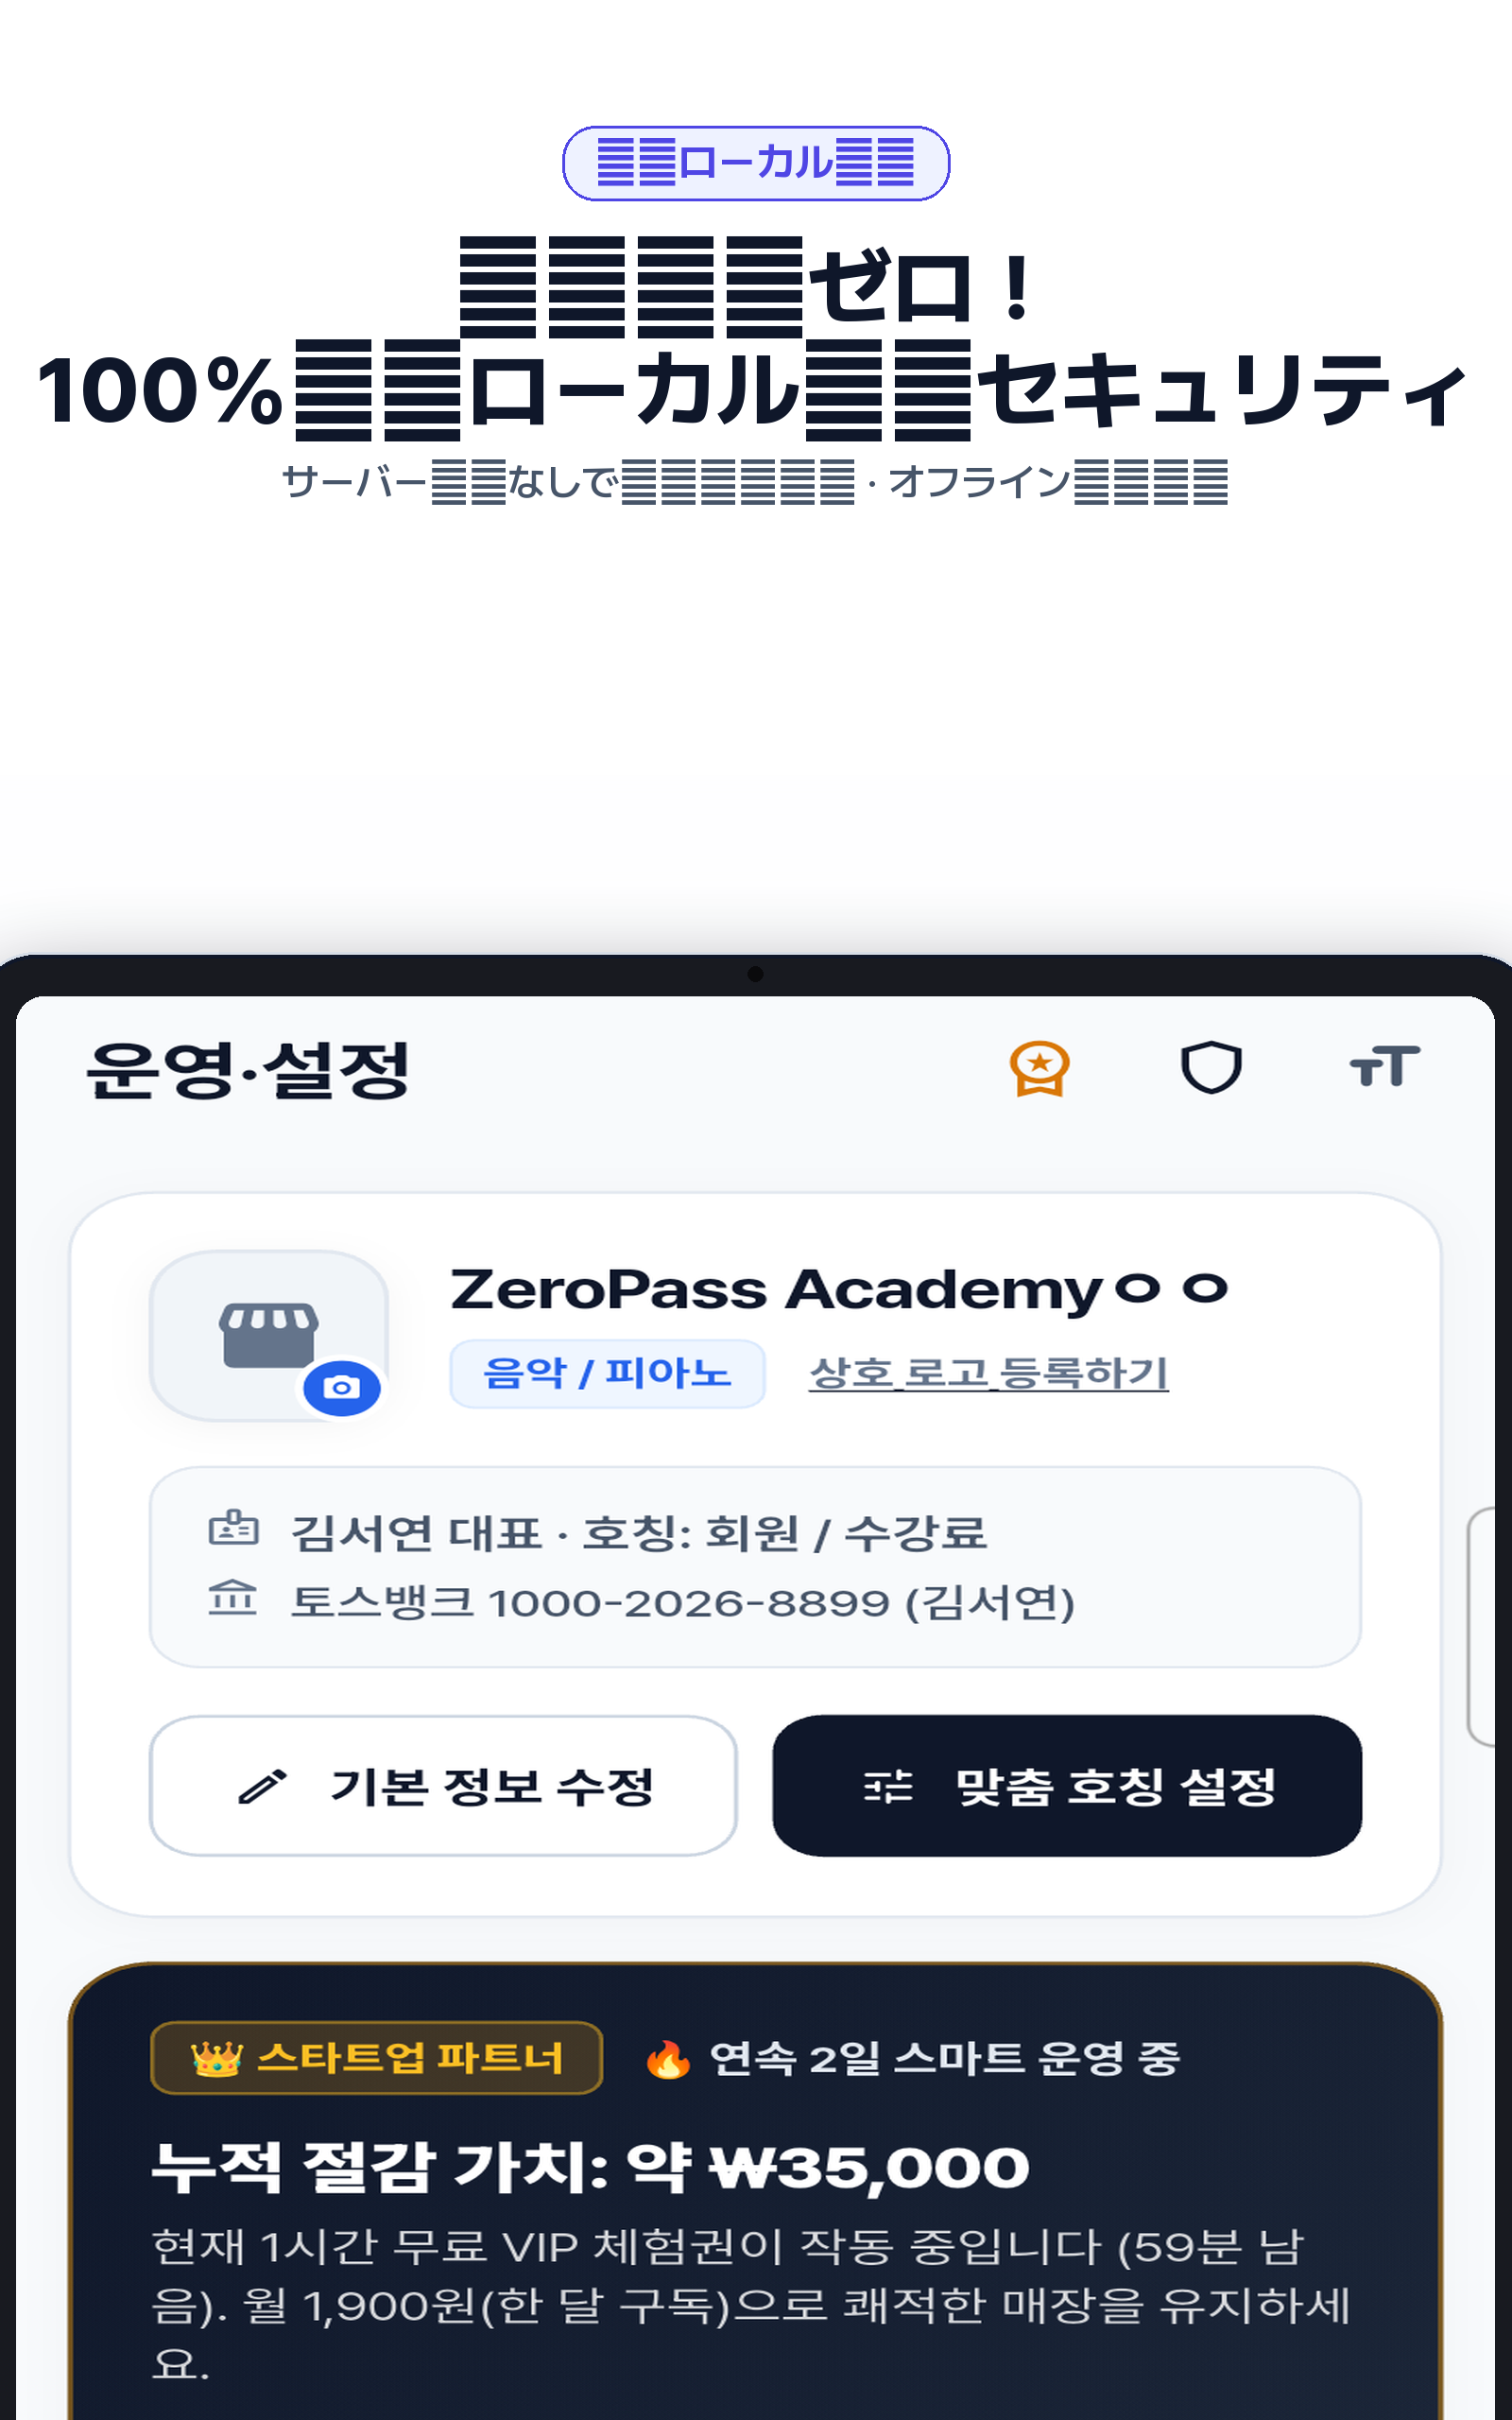 ローカル
ゼロ！
100% ローカル セキュリティ
サーバー なしで ・オフライン
운영·설정
ZeroPass Academyㅇ ㅇ
음악 / 피아노 상호 로고 등록하기
김서연 대표 · 호칭: 회원 / 수강료
토스뱅크 1000-2026-8899 (김서연)
기본 정보 수정 맞춤 호칭 설정
👑 스타트업 파트너 🔥 연속 2일 스마트 운영 중
누적 절감 가치: 약 ₩35,000
현재 1시간 무료 VIP 체험권이 작동 중입니다 (59분 남
음). 월 1,900원(한 달 구독)으로 쾌적한 매장을 유지하세
요.